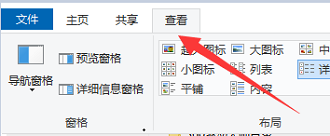 文件 主页 共享 查看
预览窗格 大图标 中
导航窗格 详细信息窗格 小图标 列表 详
平铺 内容
窗格 布局